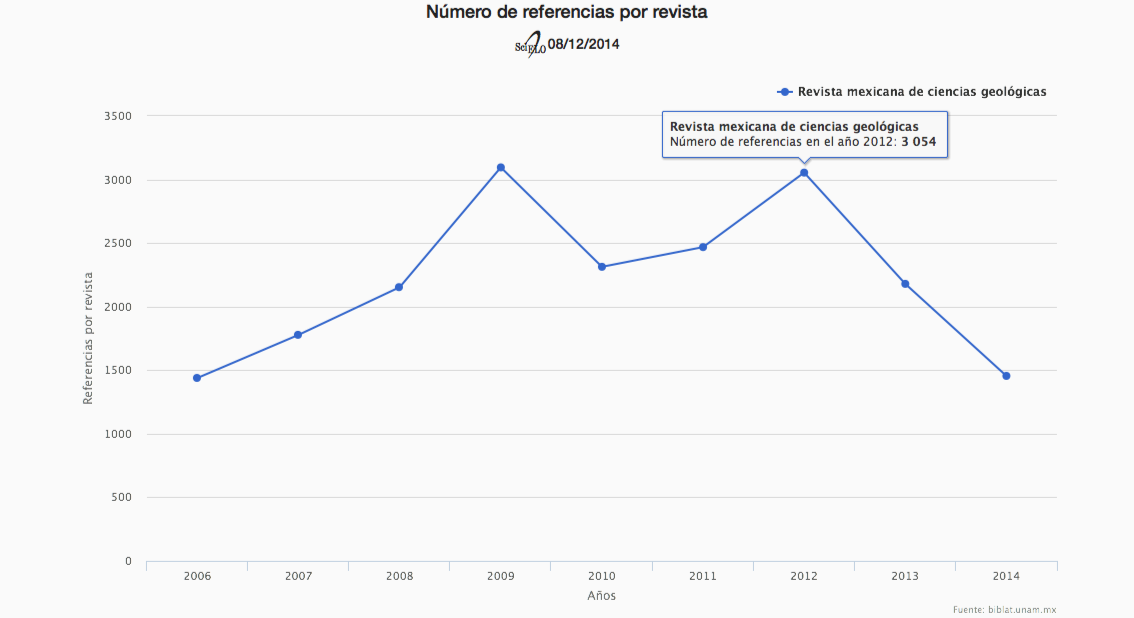 Número de referencias por revista
SciELO 08/12/2014
Revista mexicana de ciencias geológicas
3500
Revista mexicana de ciencias geológicas
Número de referencias en el año 2012: 3 054
3000
2500
2000
Referencias por revista
1500
1000
500
0
2006 2007 2008 2009 2010 2011 2012 2013 2014
Años
Fuente: biblat.unam.mx